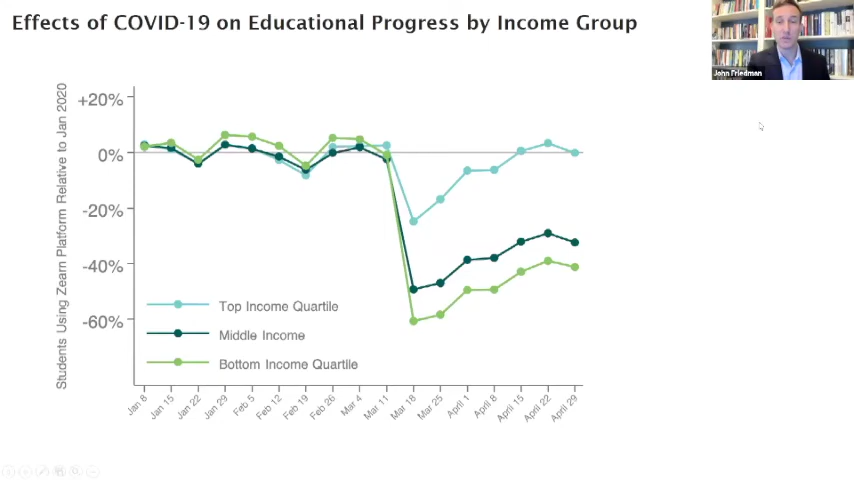 Effects of COVID-19 on Educational Progress by Income Group
John Friedman
Students Using Zearn Platform Relative to Jan 2020
+20%
0%
-20%
-40%
-60%
Top Income Quartile
Middle Income
Bottom Income Quartile
Jan 8
Jan 15
Jan 22
Jan 29
Feb 5
Feb 12
Feb 19
Feb 26
Mar 4
Mar 11
Mar 18
Mar 25
April 1
April 8
April 15
April 22
April 29